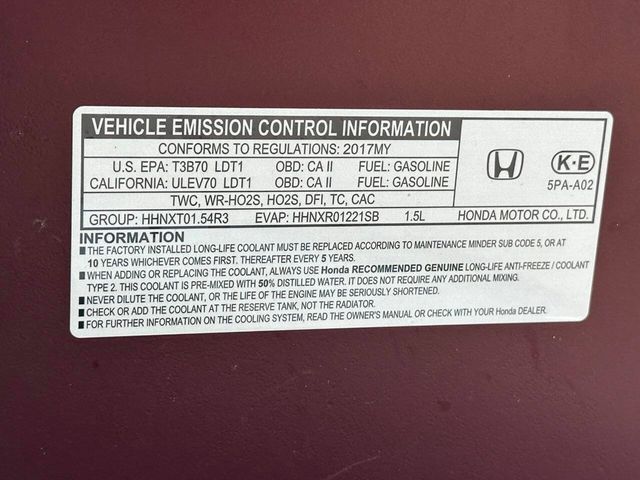 VEHICLE EMISSION CONTROL INFORMATION
CONFORMS TO REGULATIONS: 2017MY
U.S. EPA: T3B70 LDT1 OBD: CA II FUEL: GASOLINE
CALIFORNIA: ULEV70 LDT1 OBD: CA II FUEL: GASOLINE
TWC, WR-HO2S, HO2S, DFI, TC, CAC
GROUP: HHNXT01.54R3 EVAP: HHNXR01221SB 1.5L
K-E
5PA-A02
HONDA MOTOR CO., LTD.
INFORMATION
■ THE FACTORY INSTALLED LONG-LIFE COOLANT MUST BE REPLACED ACCORDING TO MAINTENANCE MINDER SUB CODE 5, OR AT
10 YEARS WHICHEVER COMES FIRST. THEREAFTER EVERY 5 YEARS.
■ WHEN ADDING OR REPLACING COOLANT, ALWAYS USE Honda RECOMMENDED GENUINE LONG-LIFE ANTI-FREEZE / COOLANT
TYPE 2. THIS COOLANT IS PRE-MIXED WITH 50% DISTILLED WATER. IT DOES NOT REQUIRE ANY ADDITIONAL MIXING.
■ NEVER DILUTE THE COOLANT, OR THE LIFE OF THE ENGINE MAY BE SERIOUSLY SHORTENED.
■ CHECK OR ADD COOLANT AT THE RESERVE TANK, NOT THE RADIATOR.
■ FOR FURTHER INFORMATION ON THE COOLING SYSTEM, READ THE OWNER'S MANUAL OR CHECK WITH YOUR Honda DEALER.